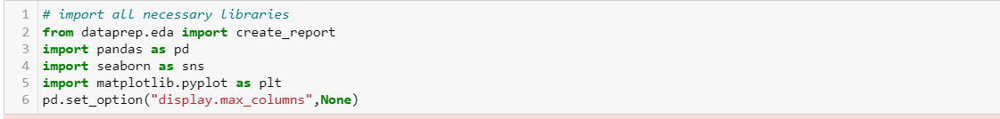 1 # import all necessary libraries
2 from dataprep.eda import create_report
3 import pandas as pd
4 import seaborn as sns
5 import matplotlib.pyplot as plt
6 pd.set_option("display.max_columns",None)